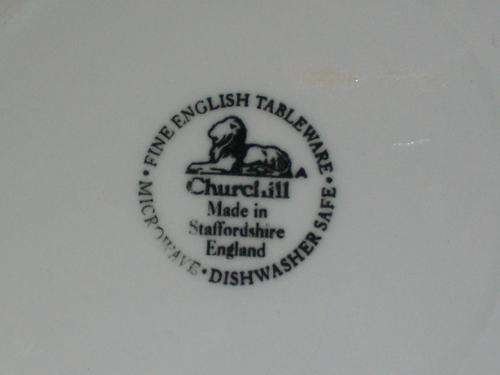 • FINE ENGLISH TABLEWARE •
Churchill
Made in
Staffordshire
England
MICROWAVE • DISHWASHER SAFE •